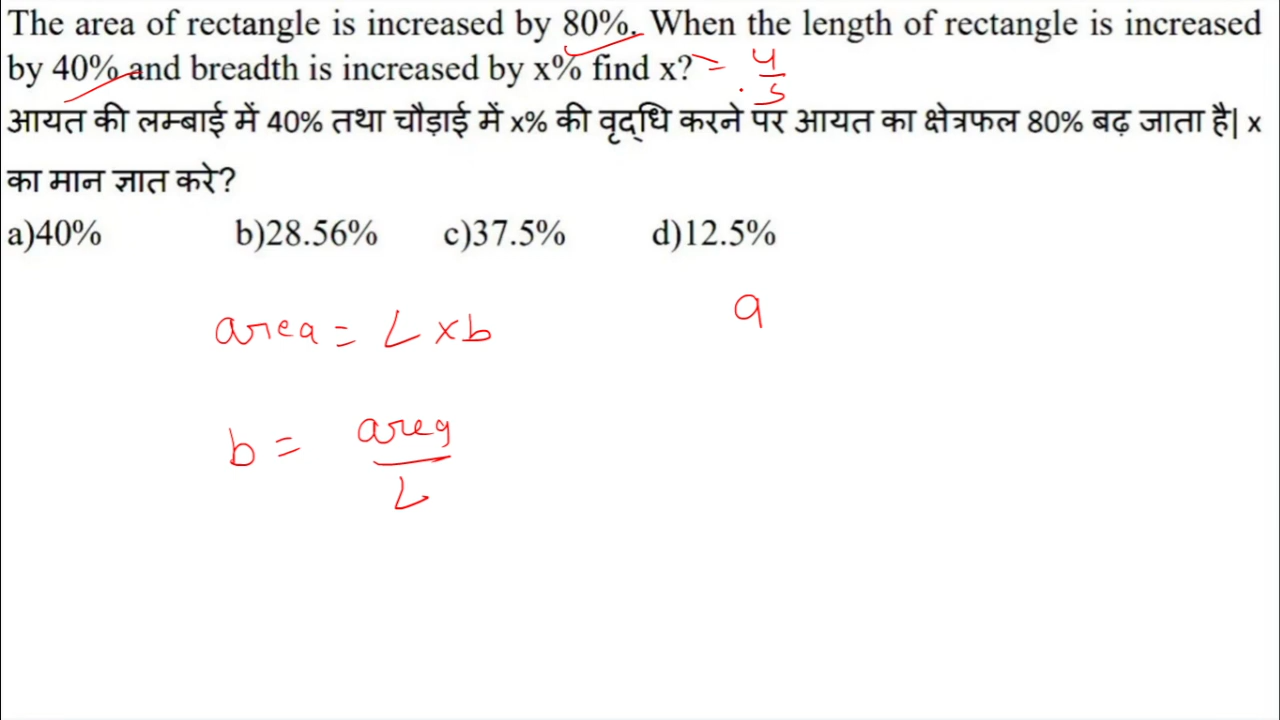 The area of rectangle is increased by 80%. When the length of rectangle is increased
by 40% and breadth is increased by x% find x? = 4/5
आयत की लम्बाई में 40% तथा चौड़ाई में x% की वृद्धि करने पर आयत का क्षेत्रफल 80% बढ़ जाता है| x
का मान ज्ञात करे?
a)40% b)28.56% c)37.5% d)12.5%
area = L x b a
b = area
L